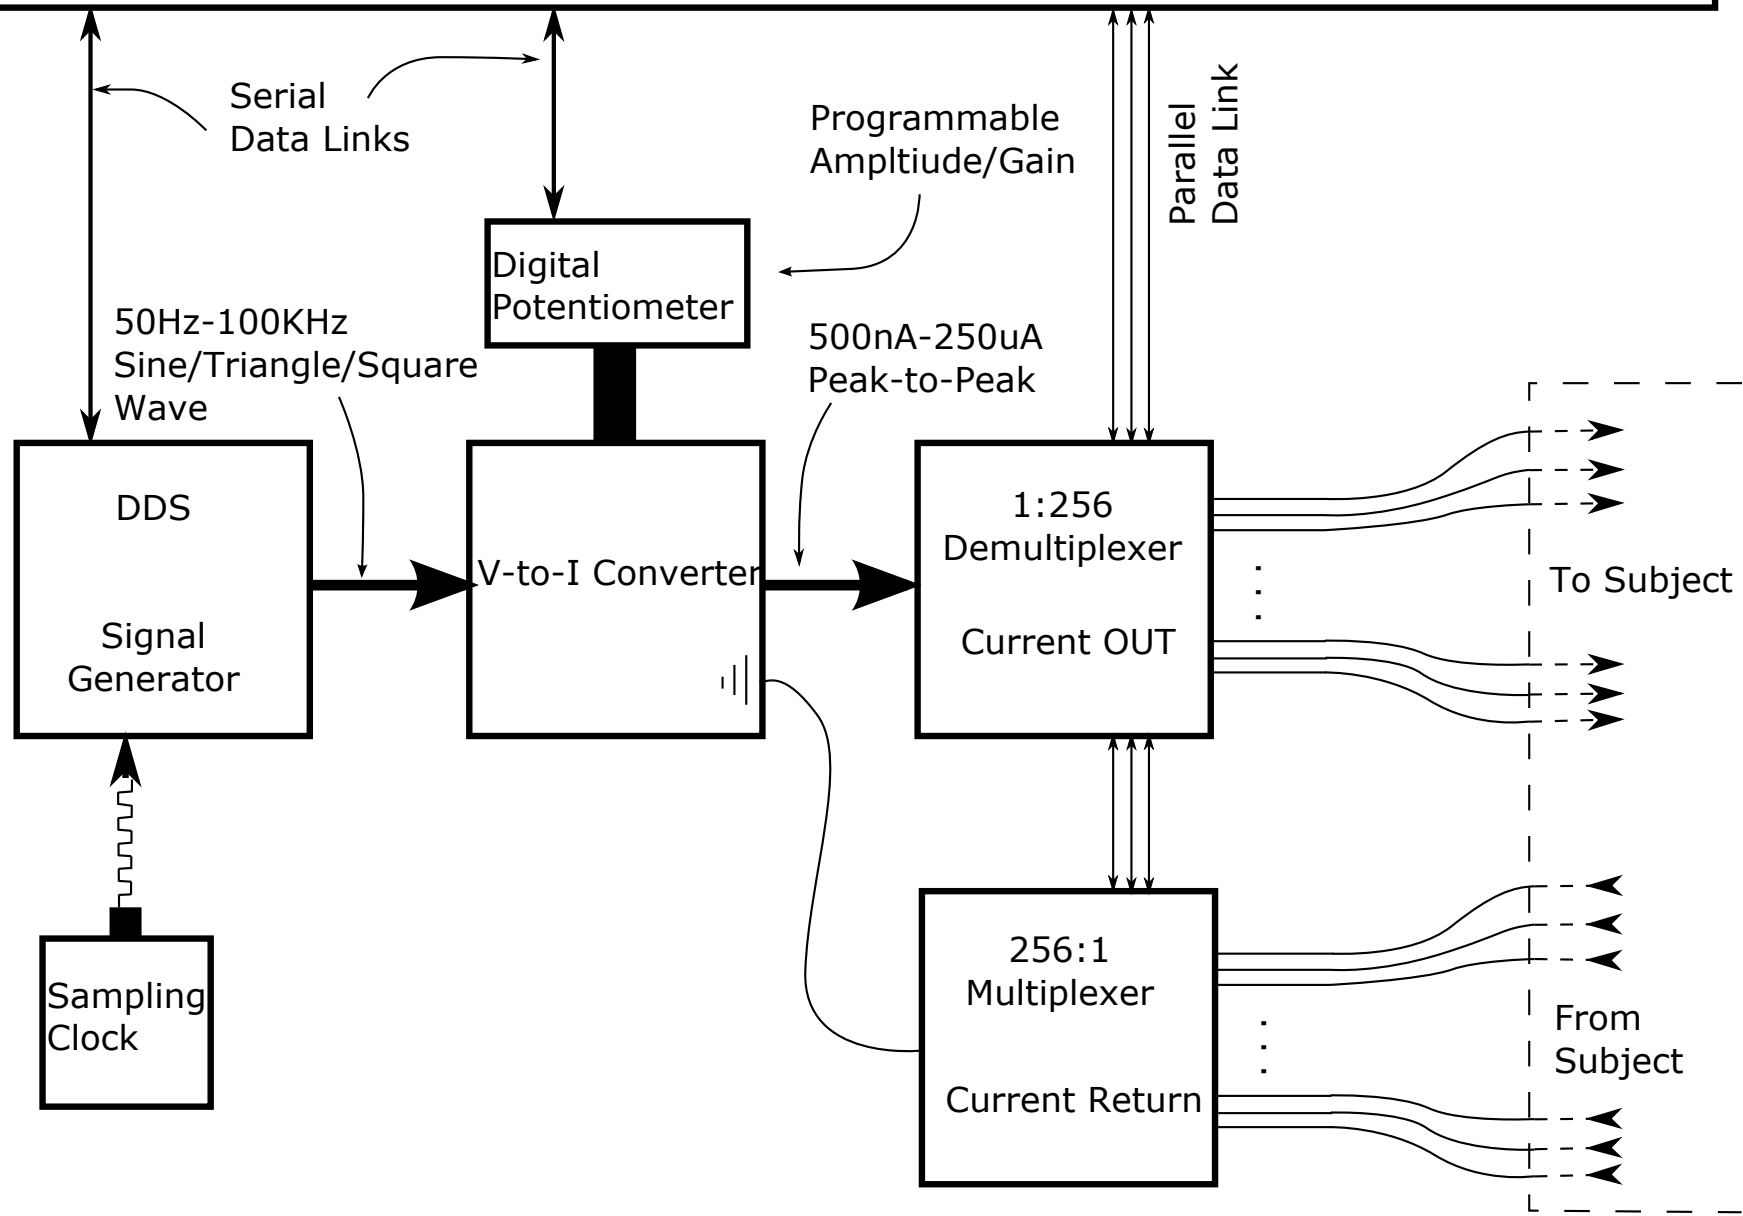 Serial
Data Links
Programmable
Ampltiude/Gain
Parallel
Data Link
Digital
Potentiometer
50Hz-100KHz
Sine/Triangle/Square
Wave
500nA-250uA
Peak-to-Peak
DDS
Signal
Generator
V-to-I Converter
1:256
Demultiplexer
Current OUT
To Subject
Sampling
Clock
256:1
Multiplexer
Current Return
From
Subject